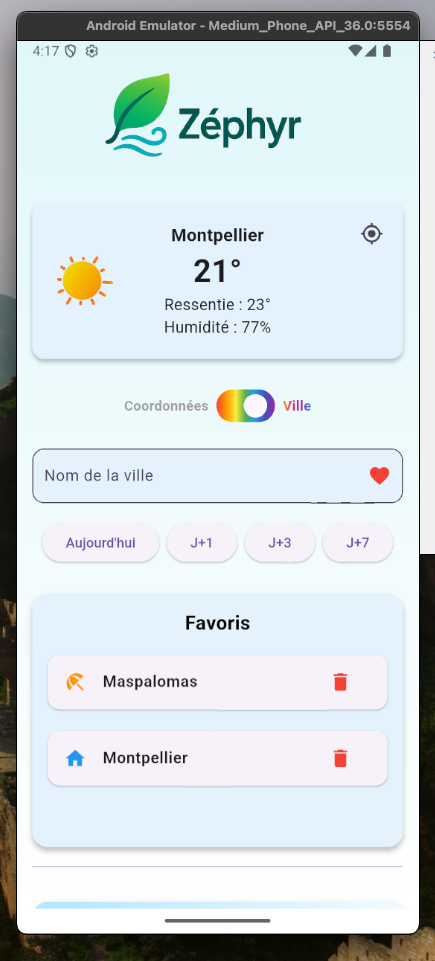 Android Emulator - Medium_Phone_API_36.0:5554
4:17
Zéphyr
Montpellier
21°
Ressentie : 23°
Humidité : 77%
Coordonnées Ville
Nom de la ville
Aujourd'hui J+1 J+3 J+7
Favoris
Maspalomas
Montpellier